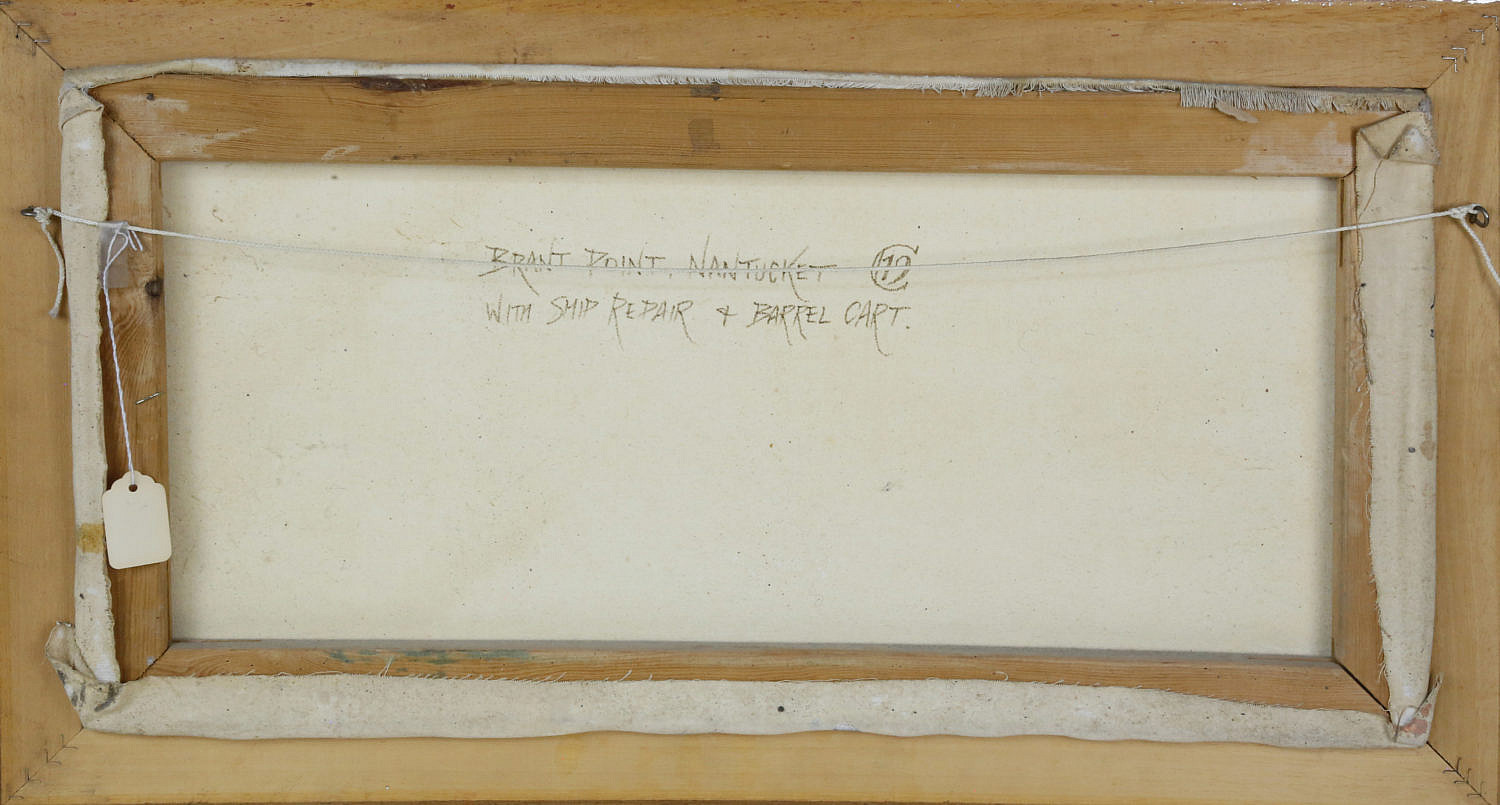 BRANT POINT, NANTUCKET
WITH SHIP REPAIR & BARREL CART.